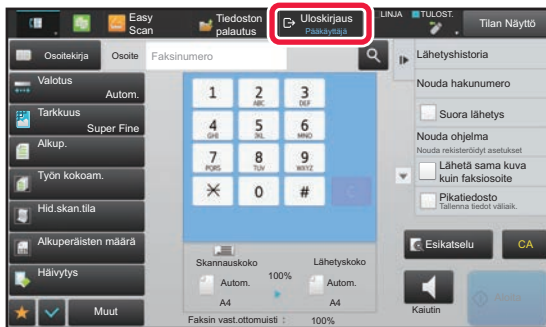 Easy
Scan
Tiedoston
palautus
Uloskirjaus
Pääkäyttäjä
LINJA
TULOST.
Tilan Näyttö
Osoitekirja
Osoite
Faksinumero
Valotus
Autom.
Tarkkuus
Super Fine
Alkup.
Työn kokoam.
Hid.skan.tila
Alkuperäisten määrä
Häivytys
Muut
1
2
ABC
3
DEF
4
GHI
5
JKL
6
MNO
7
PQRS
8
TUV
9
WXYZ
0
#
C
Skannauskoko
Lähetyskoko
100%
Autom.
Autom.
A4
A4
Faksin vast.ottomuisti : 100%
Lähetyshistoria
Nouda hakunumero
Suora lähetys
Nouda ohjelma
Nouda rekisteröidyt asetukset
Lähetä sama kuva
kuin faksiosoite
Pikatiedosto
Tallenna tiedot väliaik.
Esikatselu
CA
Kaiutin
Aloita